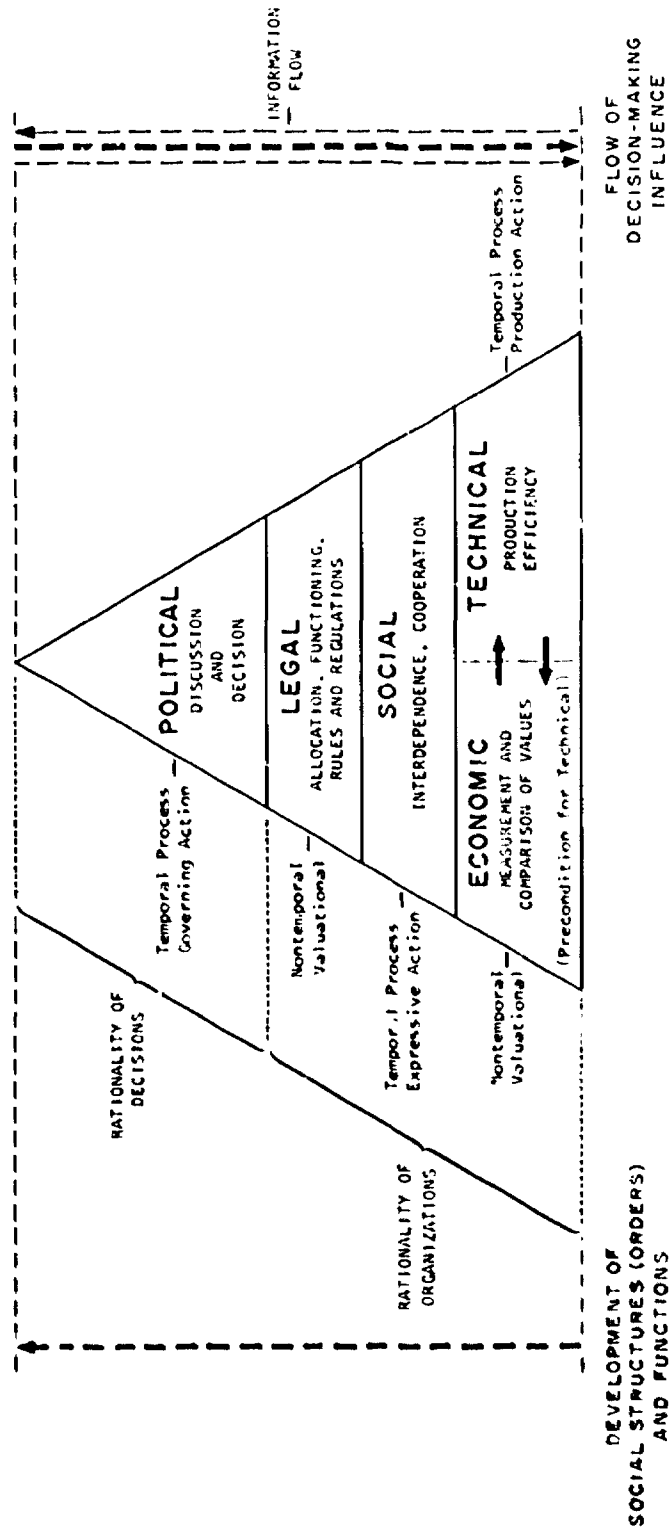 INFORMATION
FLOW
RATIONALITY OF
DECISIONS
Temporal Process
Governing Action
POLITICAL
DISCUSSION
AND
DECISION
Nontemporal
Valuational
LEGAL
ALLOCATION, FUNCTIONING,
RULES AND REGULATIONS
RATIONALITY OF
ORGANIZATIONS
Temporal Process
Expressive Action
SOCIAL
INTERDEPENDENCE, COOPERATION
Nontemporal
Valuational
ECONOMIC
MEASUREMENT AND
COMPARISON OF VALUES
(Precondition for Technical)
TECHNICAL
PRODUCTION
EFFICIENCY
Temporal Process
Production Action
DEVELOPMENT OF
SOCIAL STRUCTURES (ORDERS)
AND FUNCTIONS
FLOW OF
DECISION-MAKING
INFLUENCE